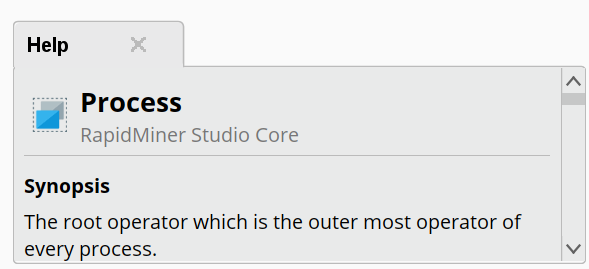 Help
Process
RapidMiner Studio Core
Synopsis
The root operator which is the outer most operator of
every process.